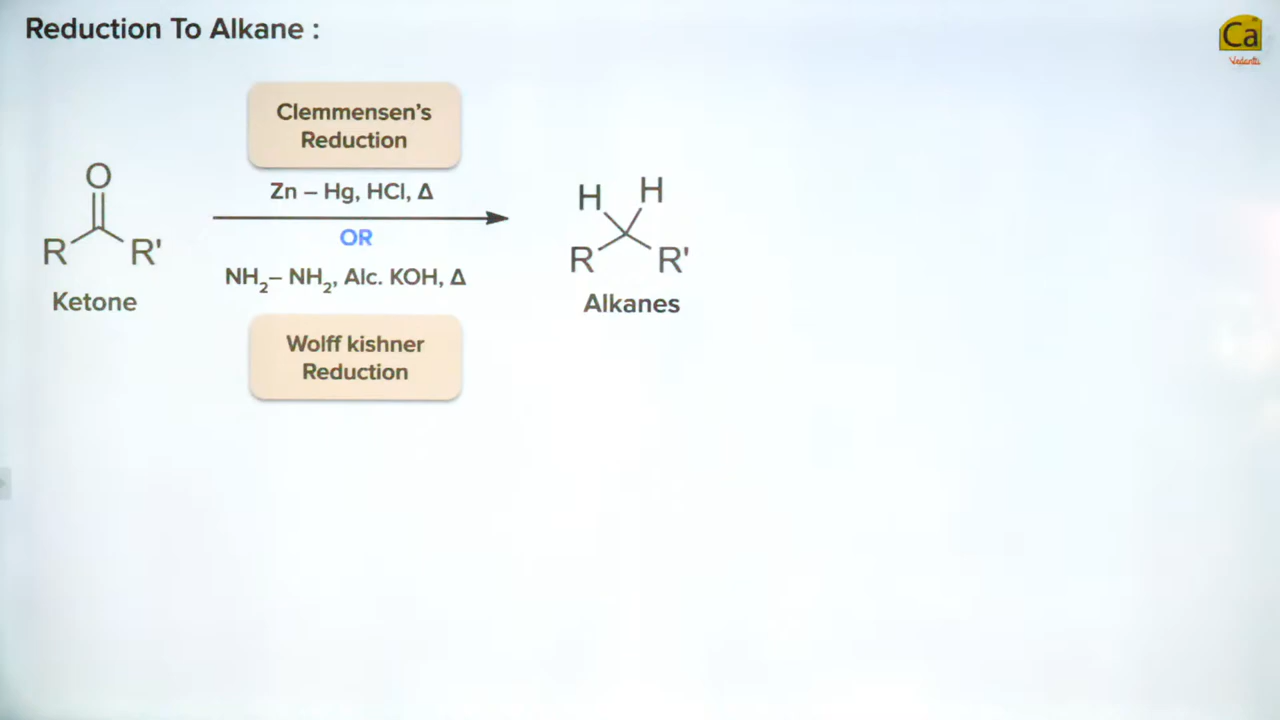 Reduction To Alkane :
Ca
Vedantu
Clemmensen's
Reduction
O
Zn – Hg, HCl, Δ
H H
R R'
OR
R R'
NH₂– NH₂, Alc. KOH, Δ
Ketone
Alkanes
Wolff kishner
Reduction